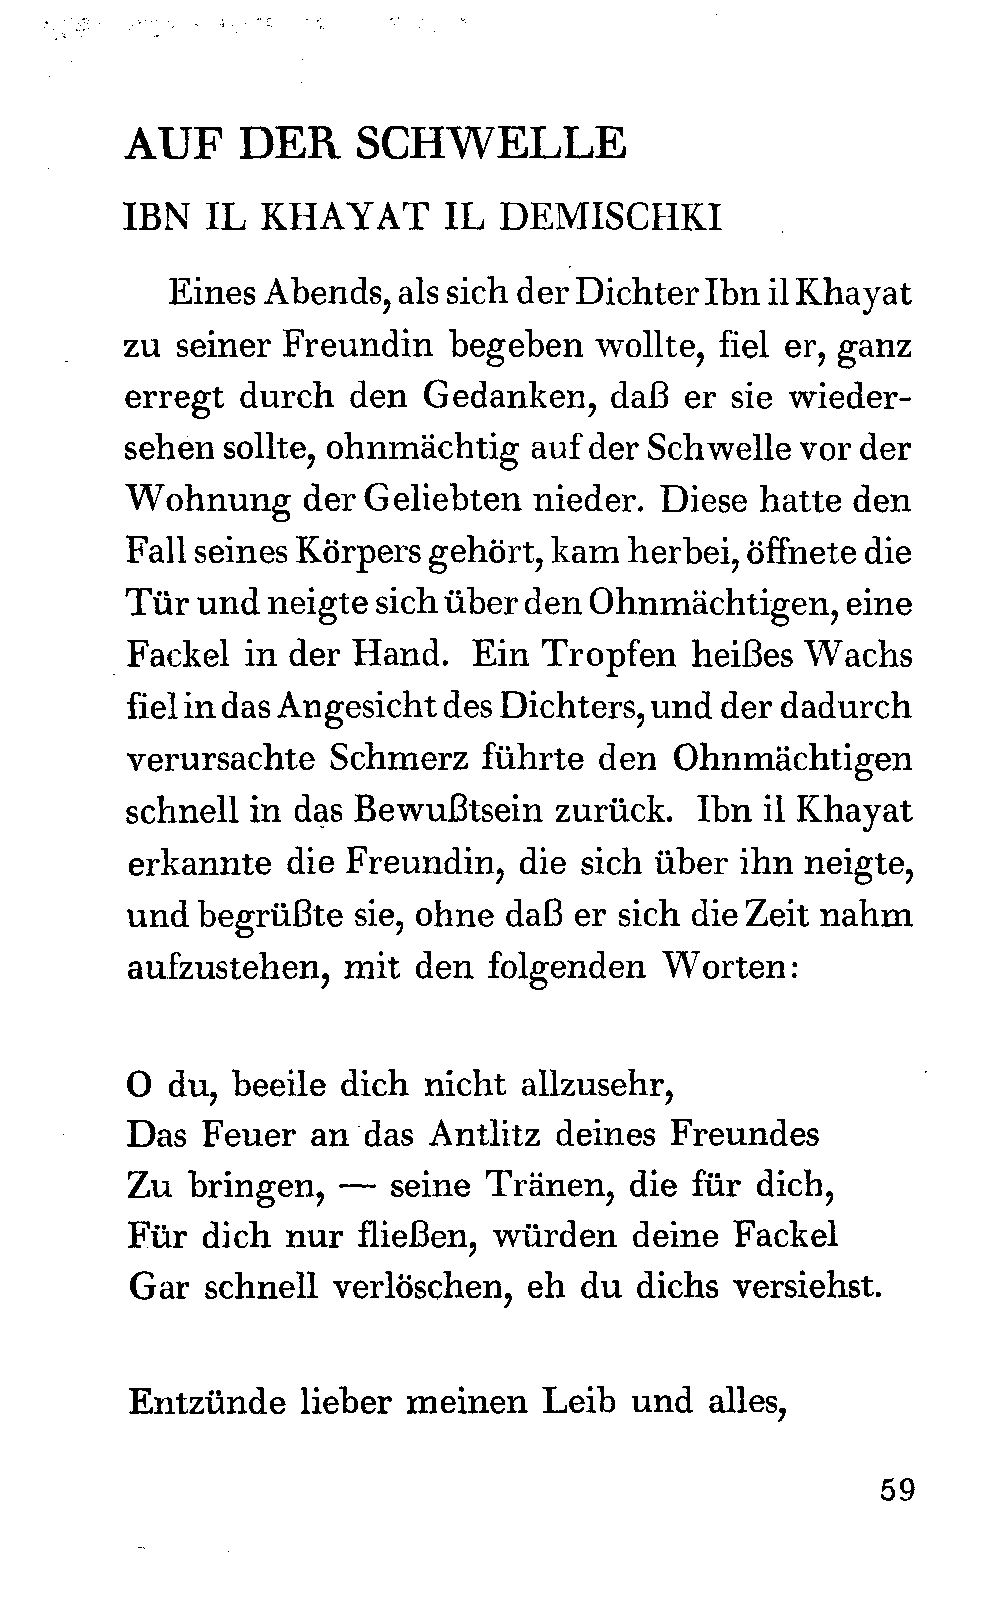 AUF DER SCHWELLE
IBN IL KHAYAT IL DEMISCHKI
Eines Abends, als sich der Dichter Ibn il Khayat
zu seiner Freundin begeben wollte, fiel er, ganz
erregt durch den Gedanken, daß er sie wieder-
sehen sollte, ohnmächtig auf der Schwelle vor der
Wohnung der Geliebten nieder. Diese hatte den
Fall seines Körpers gehört, kam herbei, öffnete die
Tür und neigte sich über den Ohnmächtigen, eine
Fackel in der Hand. Ein Tropfen heißes Wachs
fiel in das Angesicht des Dichters, und der dadurch
verursachte Schmerz führte den Ohnmächtigen
schnell in das Bewußtsein zurück. Ibn il Khayat
erkannte die Freundin, die sich über ihn neigte,
und begrüßte sie, ohne daß er sich die Zeit nahm
aufzustehen, mit den folgenden Worten:
O du, beeile dich nicht allzusehr,
Das Feuer an das Antlitz deines Freundes
Zu bringen, — seine Tränen, die für dich,
Für dich nur fließen, würden deine Fackel
Gar schnell verlöschen, eh du dichs versiehst.
Entzünde lieber meinen Leib und alles,
59